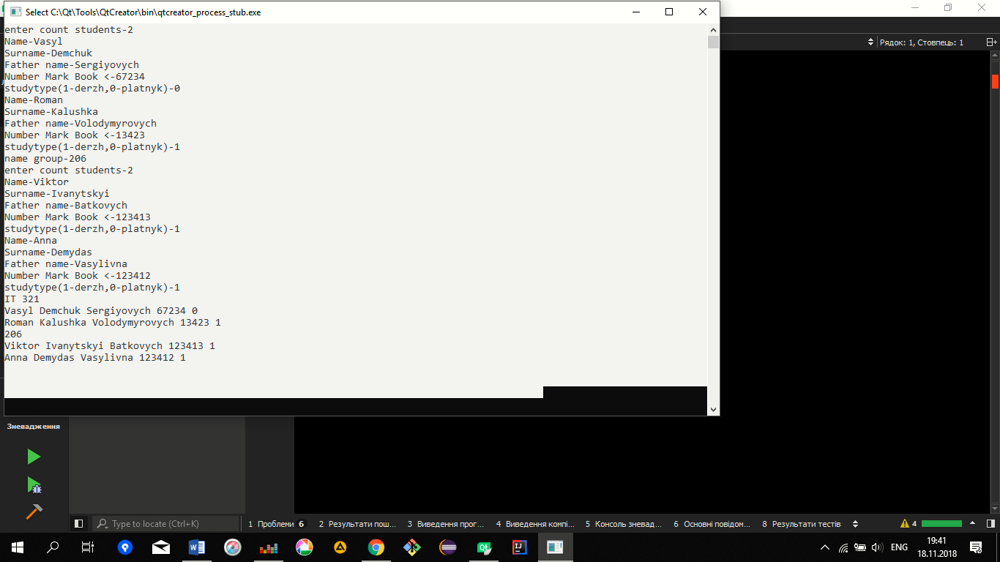 Select C:\Qt\Tools\QtCreator\bin\qtcreator_process_stub.exe
enter count students-2
Name-Vasyl
Surname-Demchuk
Father name-Sergiyovych
Number Mark Book <-67234
studytype(1-derzh,0-platnyk)-0
Name-Roman
Surname-Kalushka
Father name-Volodymyrovych
Number Mark Book <-13423
studytype(1-derzh,0-platnyk)-1
name group-206
enter count students-2
Name-Viktor
Surname-Ivanytskyi
Father name-Batkovych
Number Mark Book <-123413
studytype(1-derzh,0-platnyk)-1
Name-Anna
Surname-Demydas
Father name-Vasylivna
Number Mark Book <-123412
studytype(1-derzh,0-platnyk)-1
IT 321
Vasyl Demchuk Sergiyovych 67234 0
Roman Kalushka Volodymyrovych 13423 1
206
Viktor Ivanytskyi Batkovych 123413 1
Anna Demydas Vasylivna 123412 1
Рядок: 1, Стовпець: 1
Зневадження
Type to locate (Ctrl+K)
1 Проблеми 6
2 Результати пош...
3 Виведення прог...
4 Виведення компі...
5 Консоль зневад...
6 Основні повідом...
8 Результати тестів
4
ENG
19:41
18.11.2018